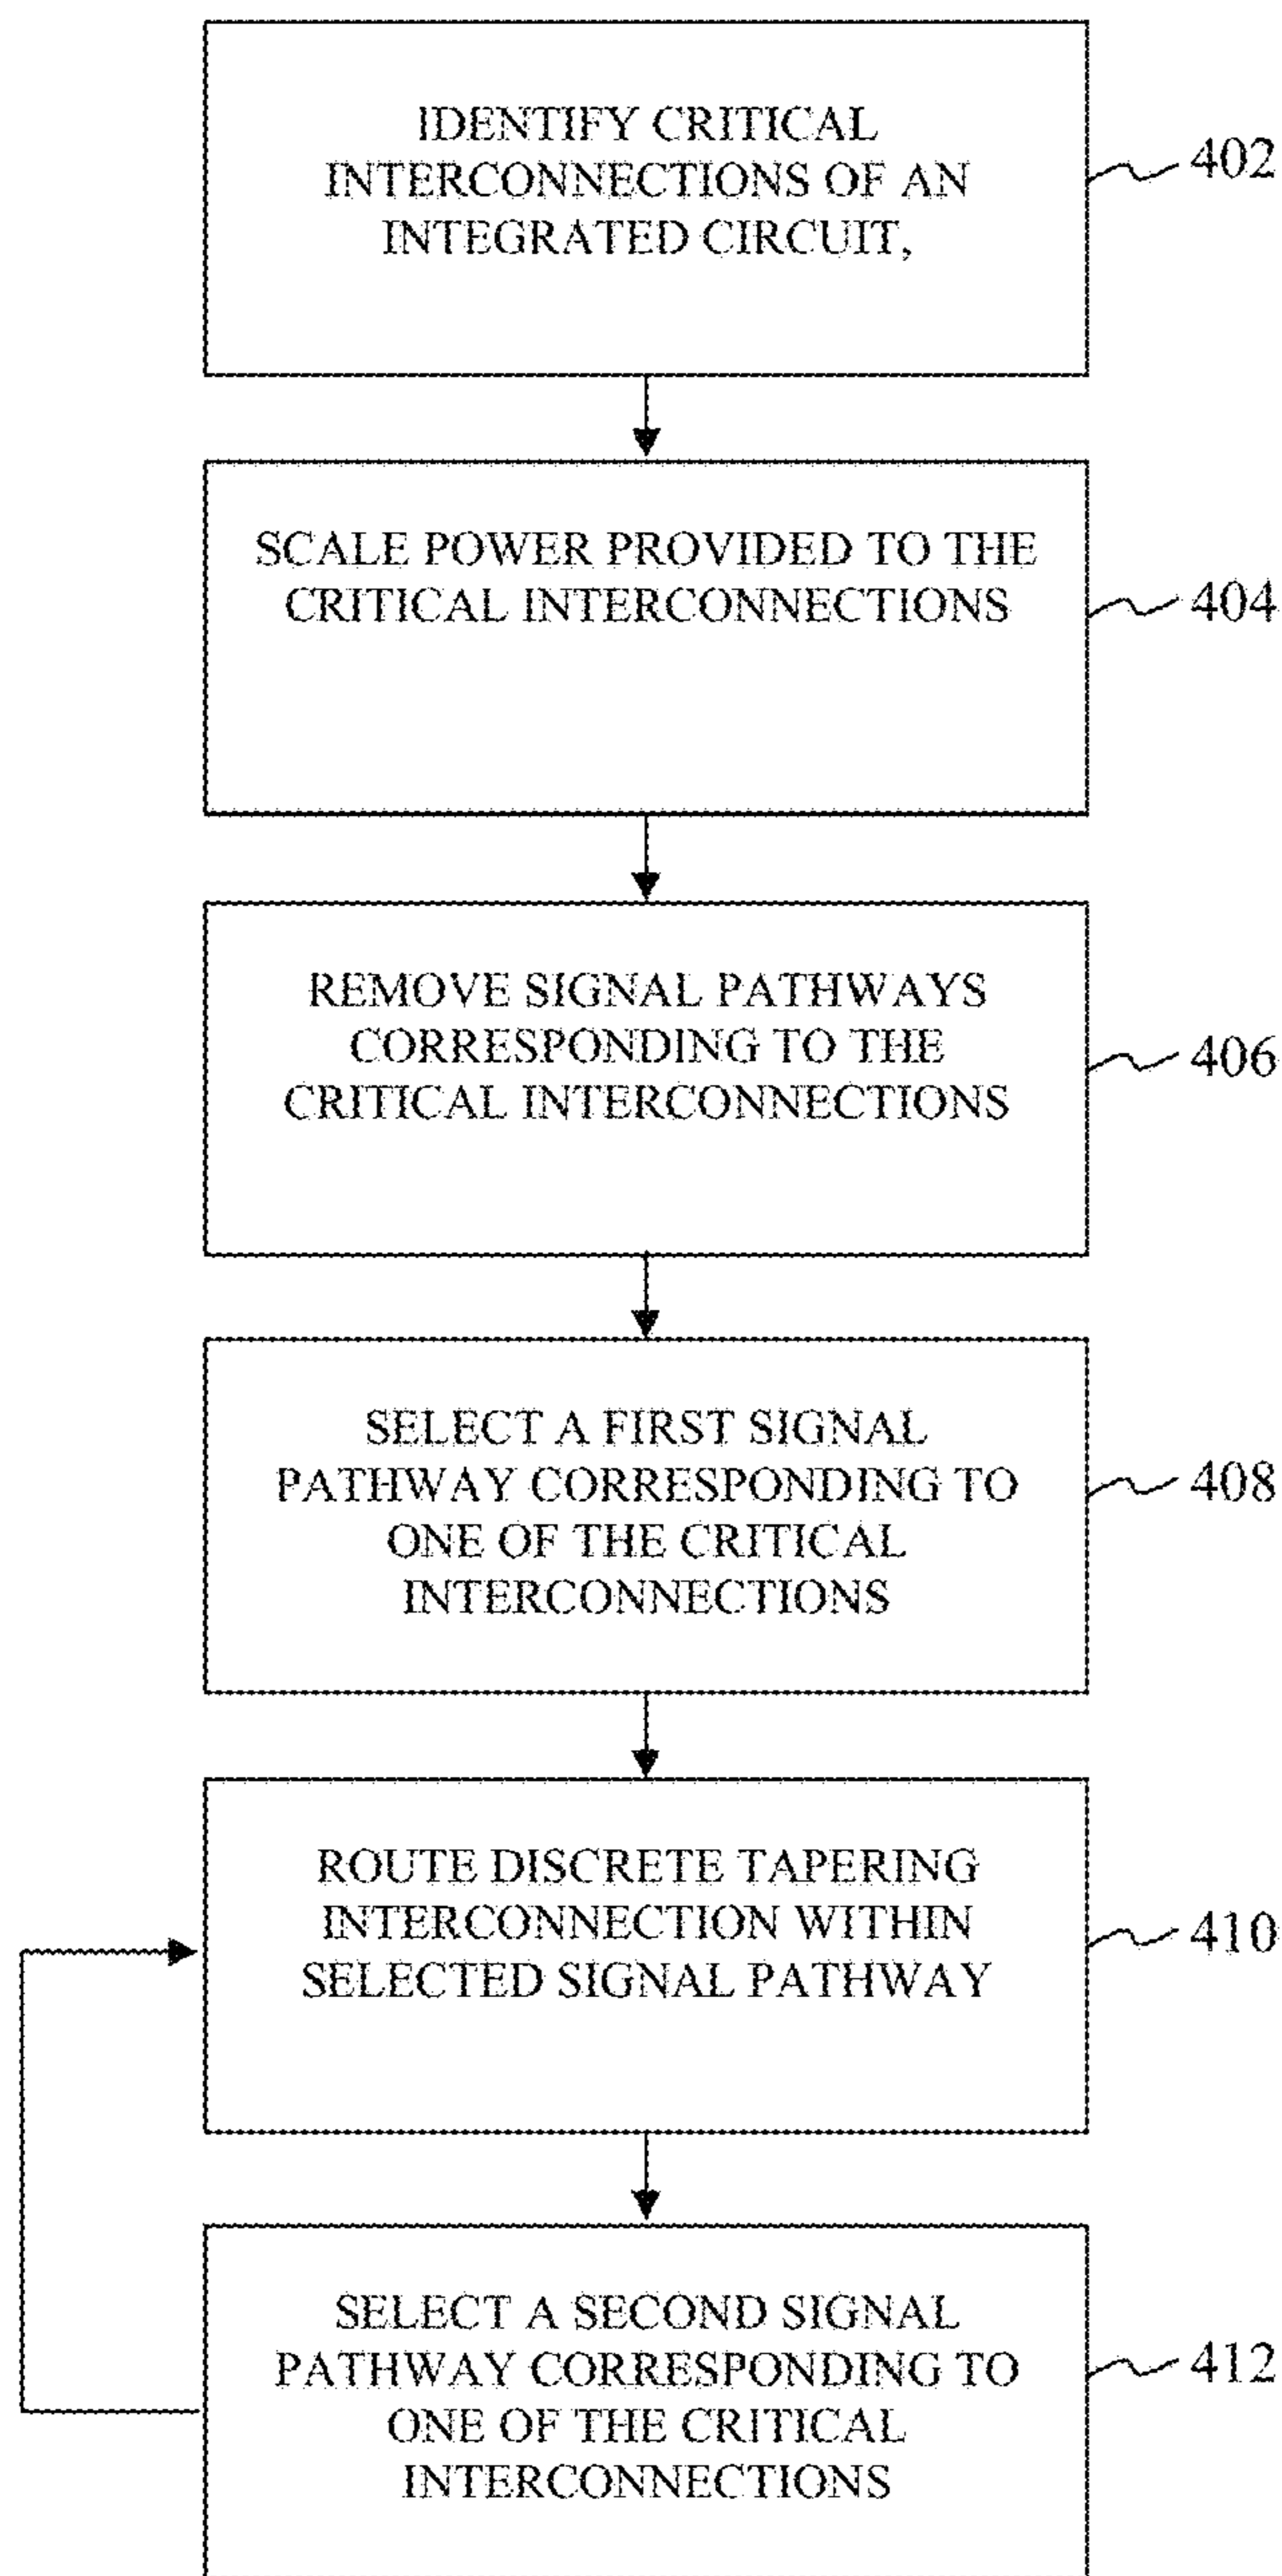 IDENTIFY CRITICAL
INTERCONNECTIONS OF AN
INTEGRATED CIRCUIT,
402
SCALE POWER PROVIDED TO THE
CRITICAL INTERCONNECTIONS
404
REMOVE SIGNAL PATHWAYS
CORRESPONDING TO THE
CRITICAL INTERCONNECTIONS
406
SELECT A FIRST SIGNAL
PATHWAY CORRESPONDING TO
ONE OF THE CRITICAL
INTERCONNECTIONS
408
ROUTE DISCRETE TAPERING
INTERCONNECTION WITHIN
SELECTED SIGNAL PATHWAY
410
SELECT A SECOND SIGNAL
PATHWAY CORRESPONDING TO
ONE OF THE CRITICAL
INTERCONNECTIONS
412